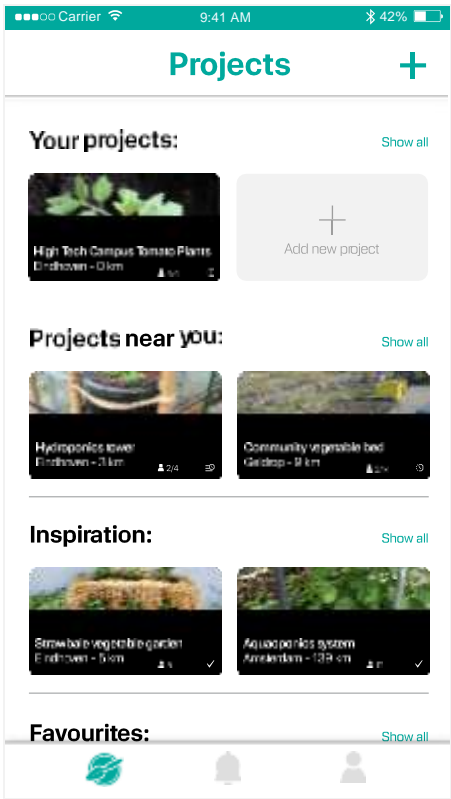 Carrier 9:41 AM 42%
Projects
Your projects:
Show all
High Tech Campus Tomato Plants
Eindhoven - 0 km
Add new project
Projects near you:
Show all
Hydroponics tower
Eindhoven - 3 km
2/4
Community vegetable bed
Geldrop - 9 km
Inspiration:
Show all
Strawbale vegetable garden
Eindhoven - 5 km
Aquaponics system
Amsterdam - 139 km
Favourites:
Show all